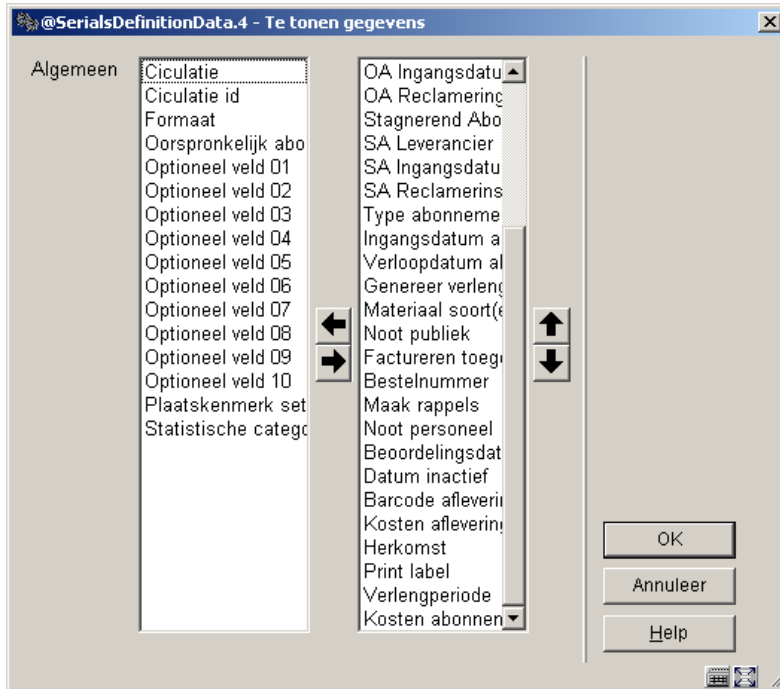 @SerialsDefinitionData.4 - Te tonen gegevens
Algemeen
Ciculatie
Ciculatie id
Formaat
Oorspronkelijk abo
Optioneel veld 01
Optioneel veld 02
Optioneel veld 03
Optioneel veld 04
Optioneel veld 05
Optioneel veld 06
Optioneel veld 07
Optioneel veld 08
Optioneel veld 09
Optioneel veld 10
Plaatskenmerk set
Statistische catego
OA Ingangsdatu
OA Reclamering
Stagnerend Abo
SA Leverancier
SA Ingangsdatu
SA Reclamerins
Type abonneme
Ingangsdatum a
Verloopdatum al
Genereer verleng
Materiaal soort(e
Noot publiek
Factureren toeg
Bestelnummer
Maak rappels
Noot personeel
Beoordelingsdat
Datum inactief
Barcode afleveri
Kosten aflevering
Herkomst
Print label
Verlengperiode
Kosten abonnen
OK
Annuleer
Help